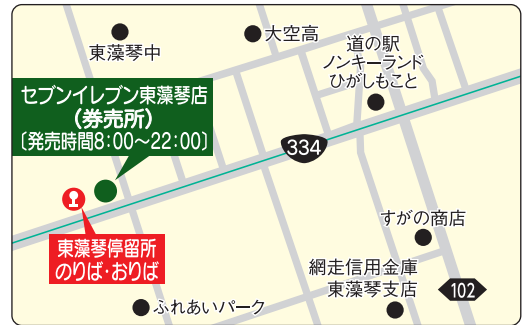 大空高
東藻琴中
道の駅
ノンキーランド
ひがしもこと
セブンイレブン東藻琴店
(券売所)
〔発売時間8:00〜22:00〕
334
東藻琴停留所
のりば・おりば
すがの商店
網走信用金庫
東藻琴支店
102
ふれあいパーク